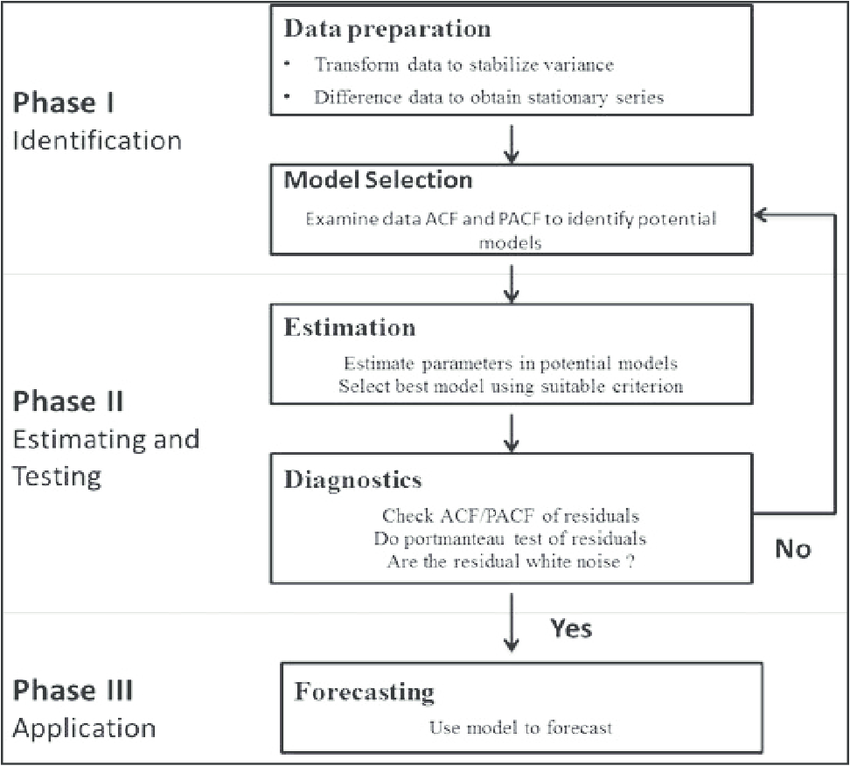 Phase I
Identification
Data preparation
• Transform data to stabilize variance
• Difference data to obtain stationary series
Model Selection
Examine data ACF and PACF to identify potential
models
Phase II
Estimating and
Testing
Estimation
Estimate parameters in potential models
Select best model using suitable criterion
Diagnostics
Check ACF/PACF of residuals
Do portmanteau test of residuals
Are the residual white noise ?
No
Yes
Phase III
Application
Forecasting
Use model to forecast